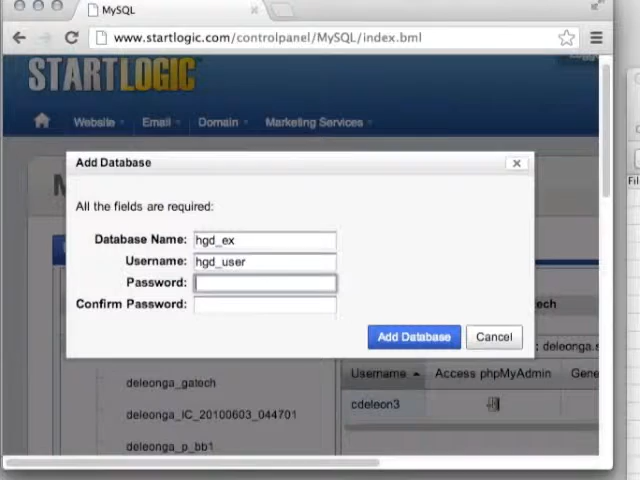 MySQL
www.startlogic.com/controlpanel/MySQL/index.bml
STARTLOGIC
Website
Email
Domain
Marketing Services
Add Database
All the fields are required:
Database Name: hgd_ex
Username: hgd_user
Password:
Confirm Password:
Add Database
Cancel
tech
: deleonga.s
Username
Access phpMyAdmin
Gene
deleonga_gatech
cdeleon3
deleonga_IC_20100603_044701
deleonga_p_bb1
Fil